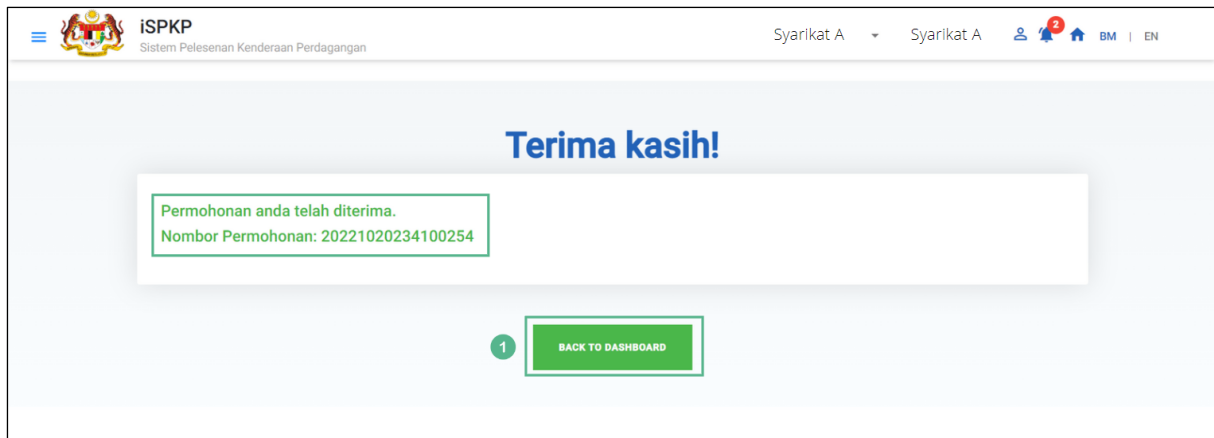 iSPKP
Sistem Pelesenan Kenderaan Perdagangan
Syarikat A
Syarikat A
2
BM | EN
Terima kasih!
Permohonan anda telah diterima.
Nombor Permohonan: 20221020234100254
1
BACK TO DASHBOARD